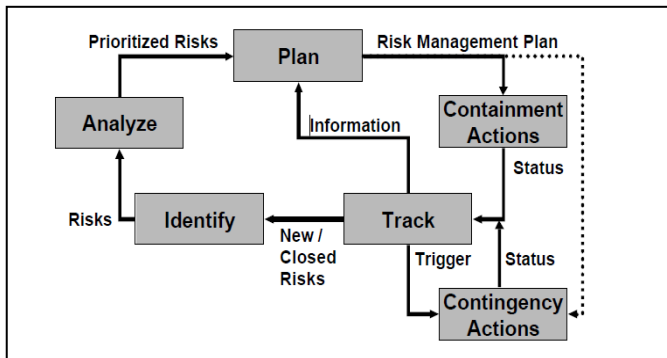 Prioritized Risks
Plan
Risk Management Plan
Analyze
Information
Containment
Actions
Status
Risks
Identify
Track
New /
Closed
Risks
Trigger
Status
Contingency
Actions